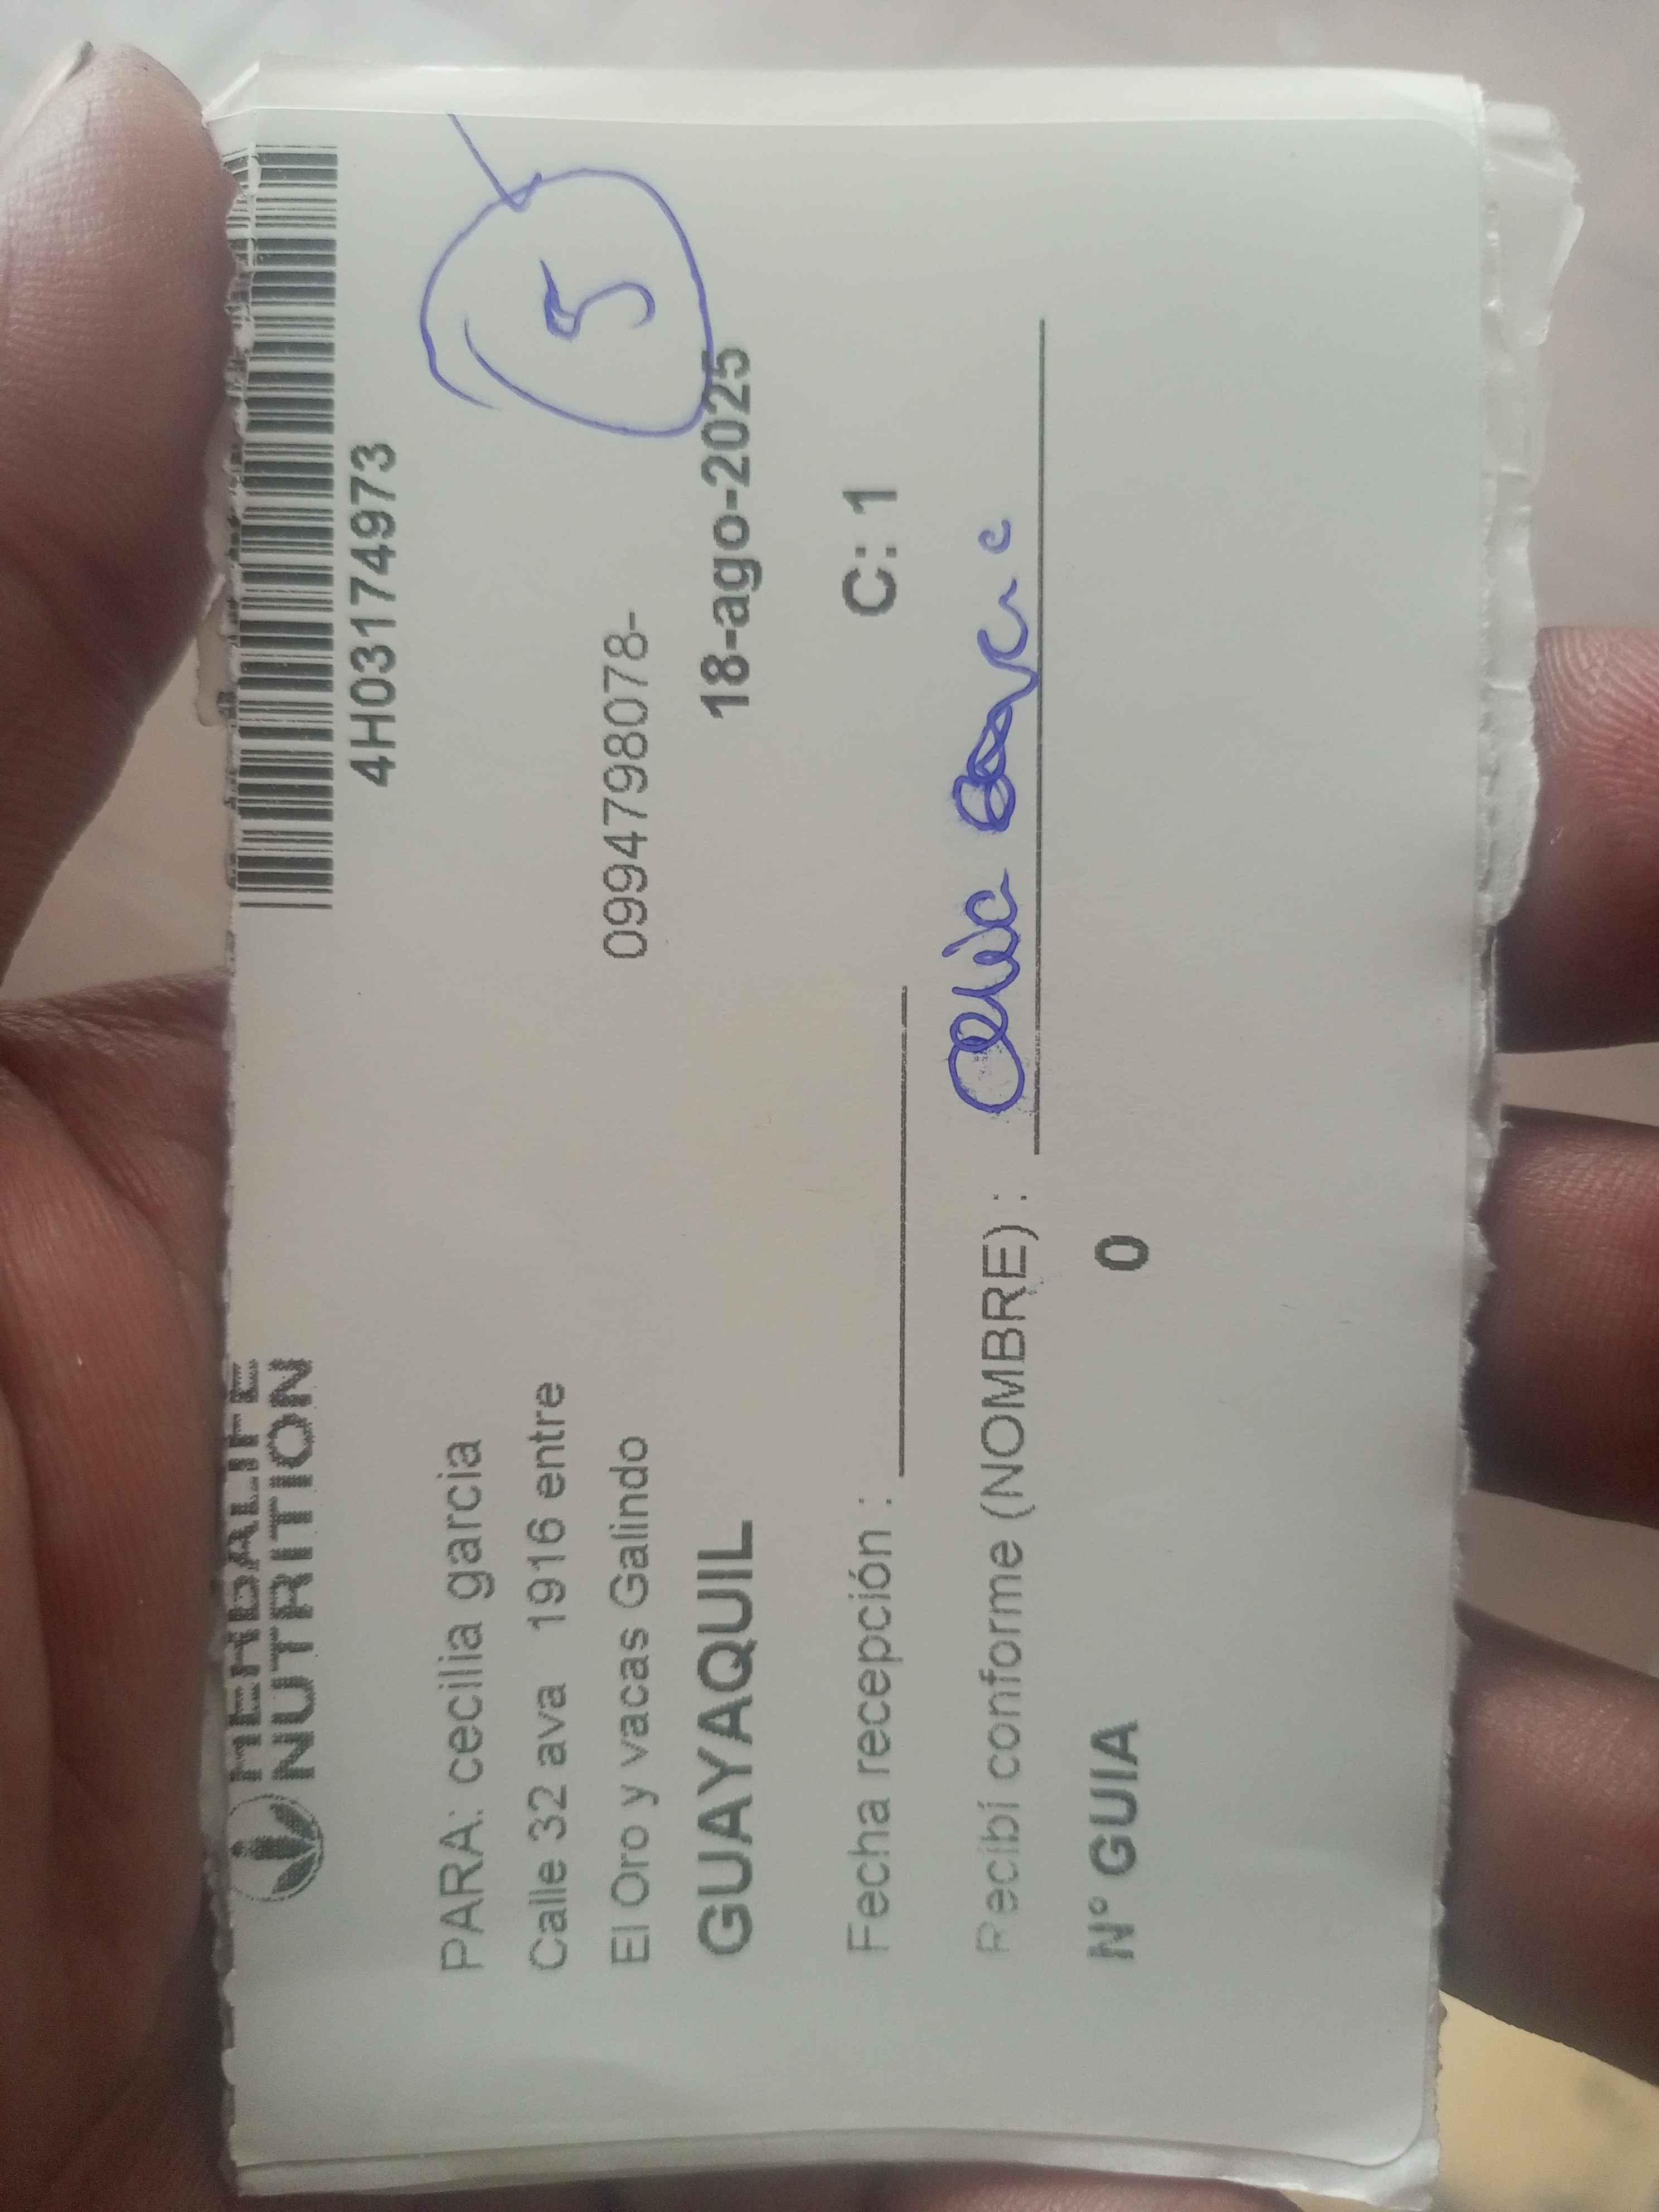 HERBALIFE
NUTRITION
4H03174973
5
PARA: cecilia garcia
Calle 32 ava 1916 entre
El Oro y vacas Galindo
0994798078-
GUAYAQUIL
18-ago-2025
Fecha recepción :
C: 1
Recibí conforme (NOMBRE) :
N° GUIA
0